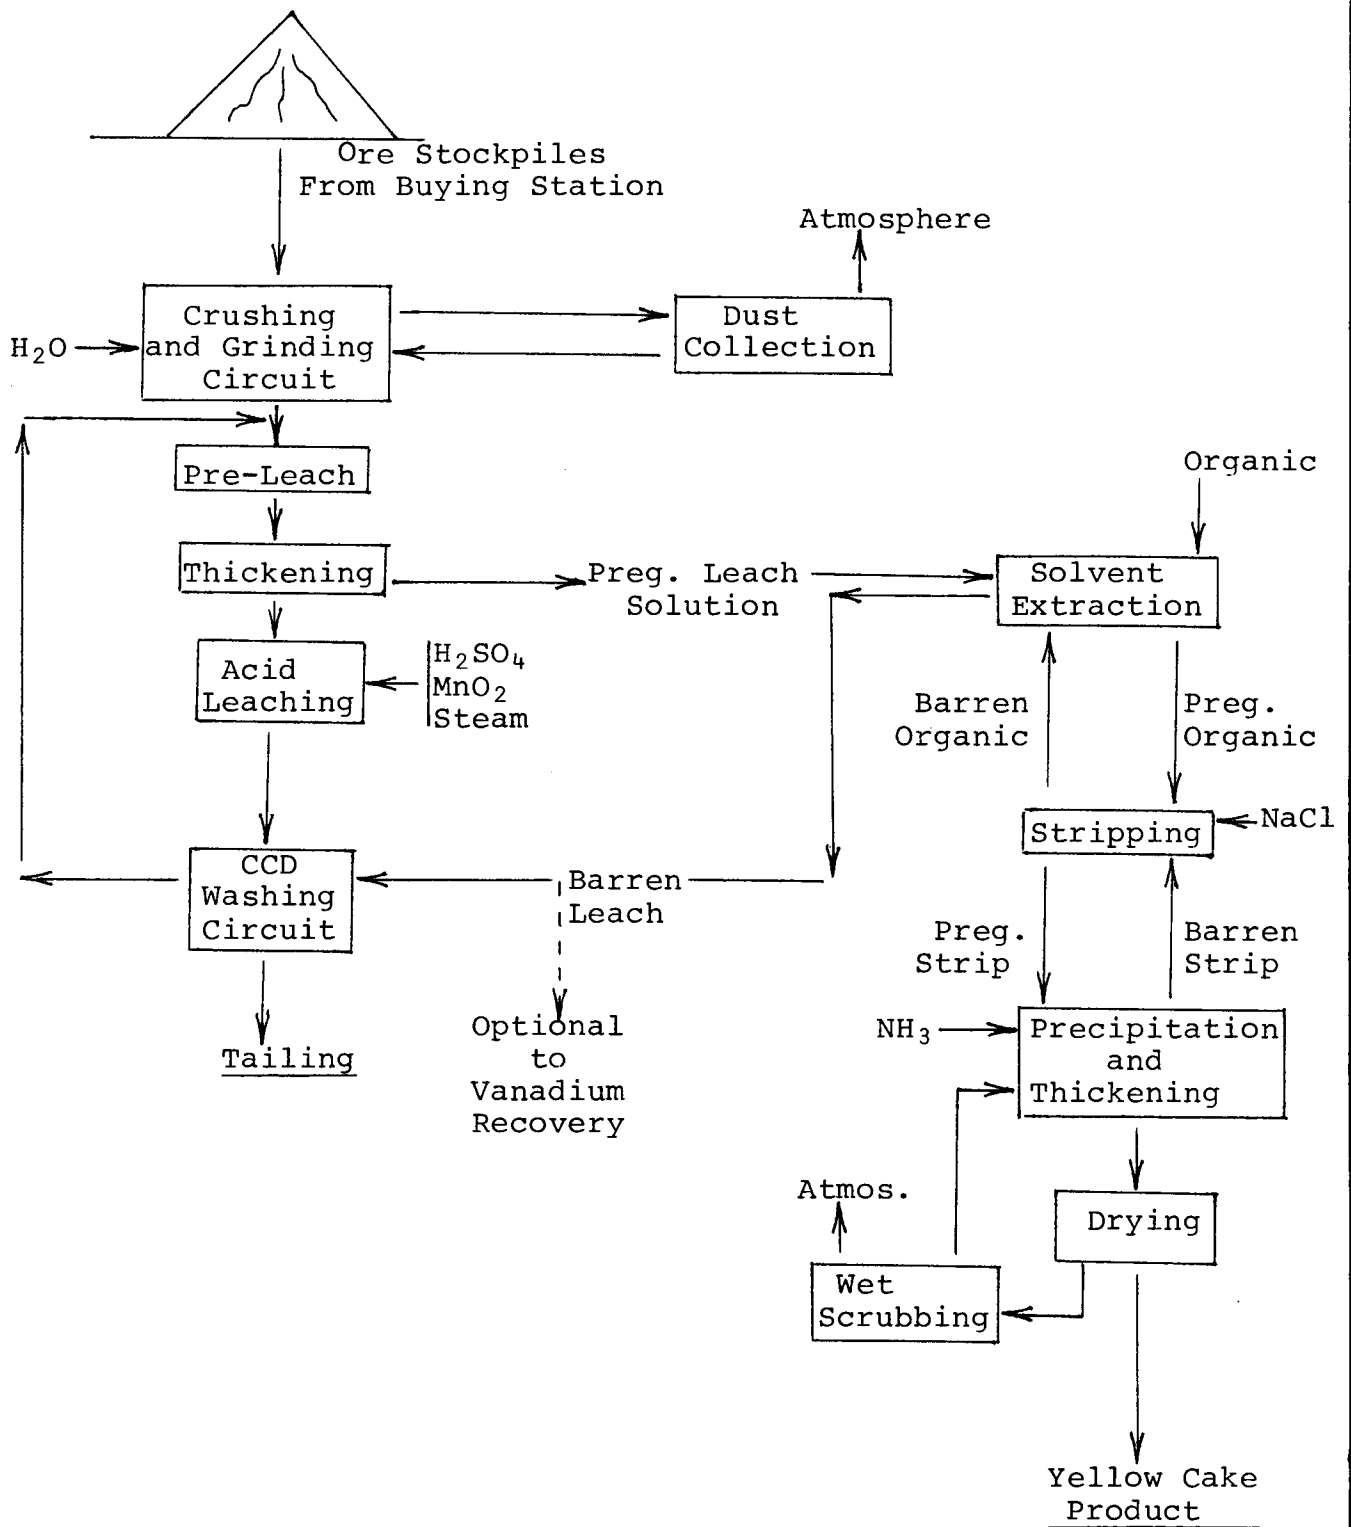 Ore Stockpiles
From Buying Station
Atmosphere
Crushing
and Grinding
Circuit
H2O
Dust
Collection
Pre-Leach
Organic
Thickening
Preg. Leach
Solution
Solvent
Extraction
Acid
Leaching
H2SO4
MnO2
Steam
Barren
Organic
Preg.
Organic
Stripping
NaCl
CCD
Washing
Circuit
Barren
Leach
Preg.
Strip
Barren
Strip
Tailing
Optional
to
Vanadium
Recovery
NH3
Precipitation
and
Thickening
Atmos.
Drying
Wet
Scrubbing
Yellow Cake
Product